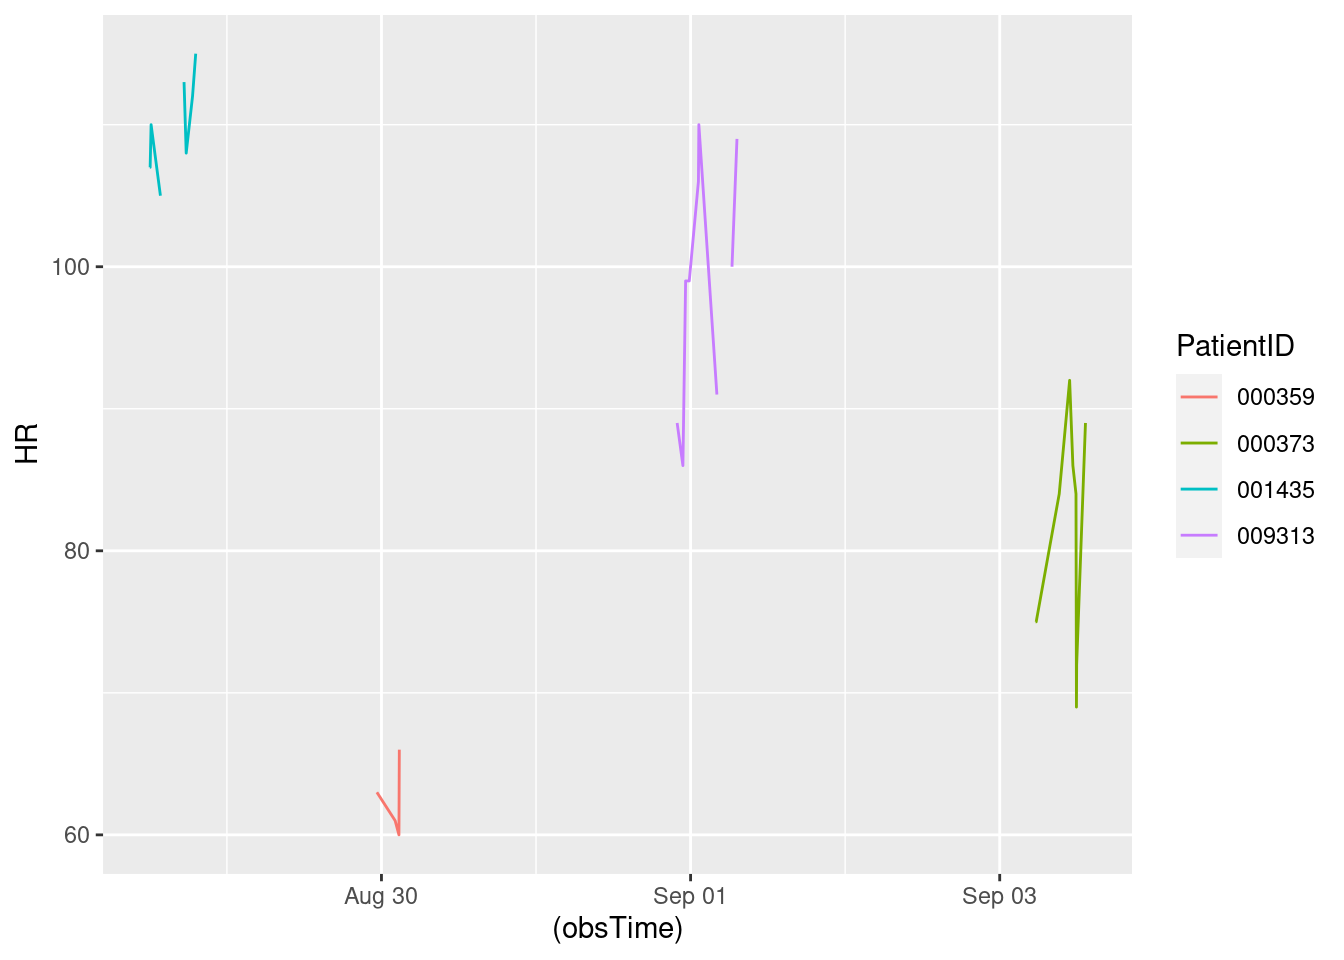 HR
100
80
60
Aug 30
Sep 01
Sep 03
(obsTime)
PatientID
000359
000373
001435
009313